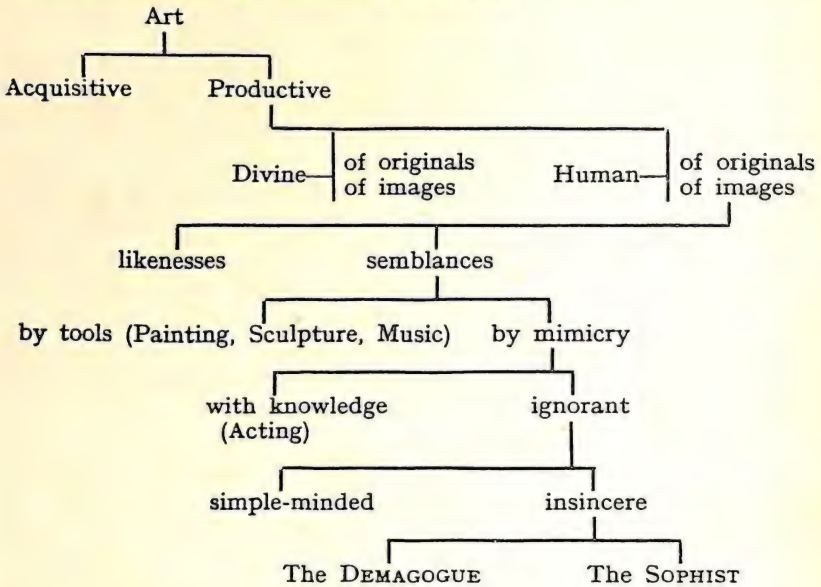 Art
Acquisitive Productive
Divine of originals Human of originals
of images of images
likenesses semblances
by tools (Painting, Sculpture, Music) by mimicry
with knowledge ignorant
(Acting)
simple-minded insincere
The DEMAGOGUE The SOPHIST